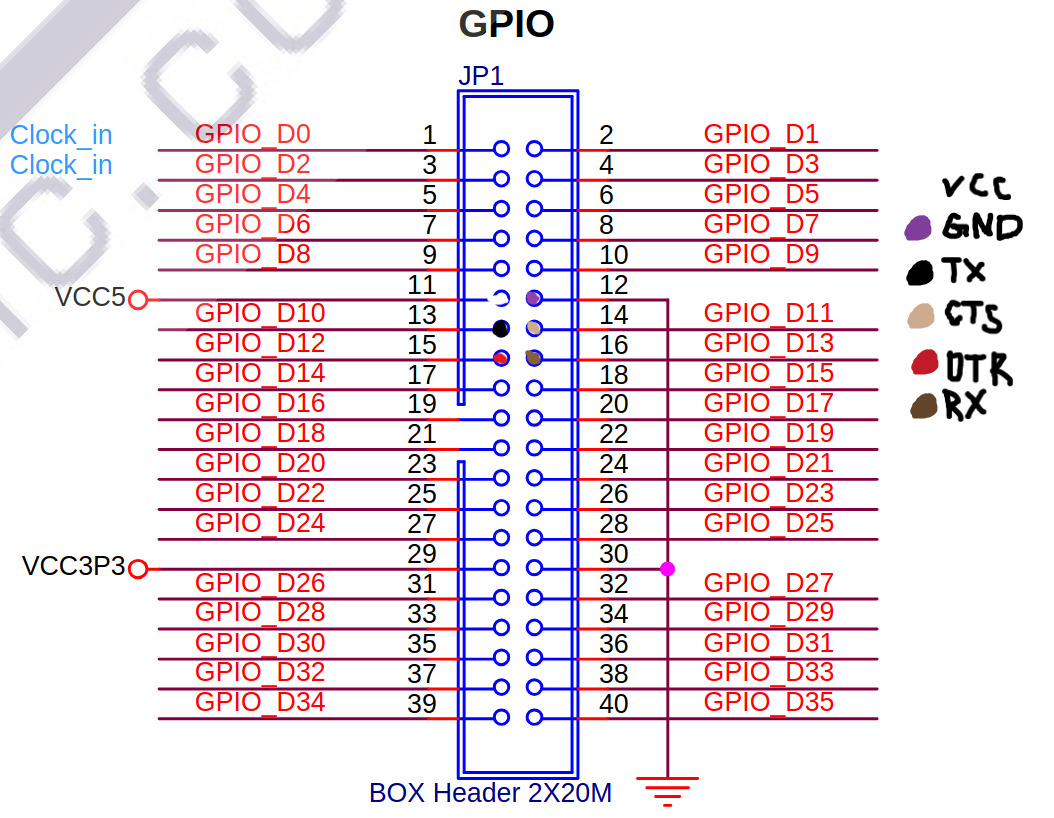 GPIO
JP1
Clock_in GPIO_D0 1 2 GPIO_D1
Clock_in GPIO_D2 3 4 GPIO_D3
GPIO_D4 5 6 GPIO_D5
GPIO_D6 7 8 GPIO_D7
GPIO_D8 9 10 GPIO_D9
VCC5 11 12
GPIO_D10 13 14 GPIO_D11
GPIO_D12 15 16 GPIO_D13
GPIO_D14 17 18 GPIO_D15
GPIO_D16 19 20 GPIO_D17
GPIO_D18 21 22 GPIO_D19
GPIO_D20 23 24 GPIO_D21
GPIO_D22 25 26 GPIO_D23
GPIO_D24 27 28 GPIO_D25
VCC3P3 29 30
GPIO_D26 31 32 GPIO_D27
GPIO_D28 33 34 GPIO_D29
GPIO_D30 35 36 GPIO_D31
GPIO_D32 37 38 GPIO_D33
GPIO_D34 39 40 GPIO_D35
BOX Header 2X20M
VCC
GND
TX
CTS
DTR
RX